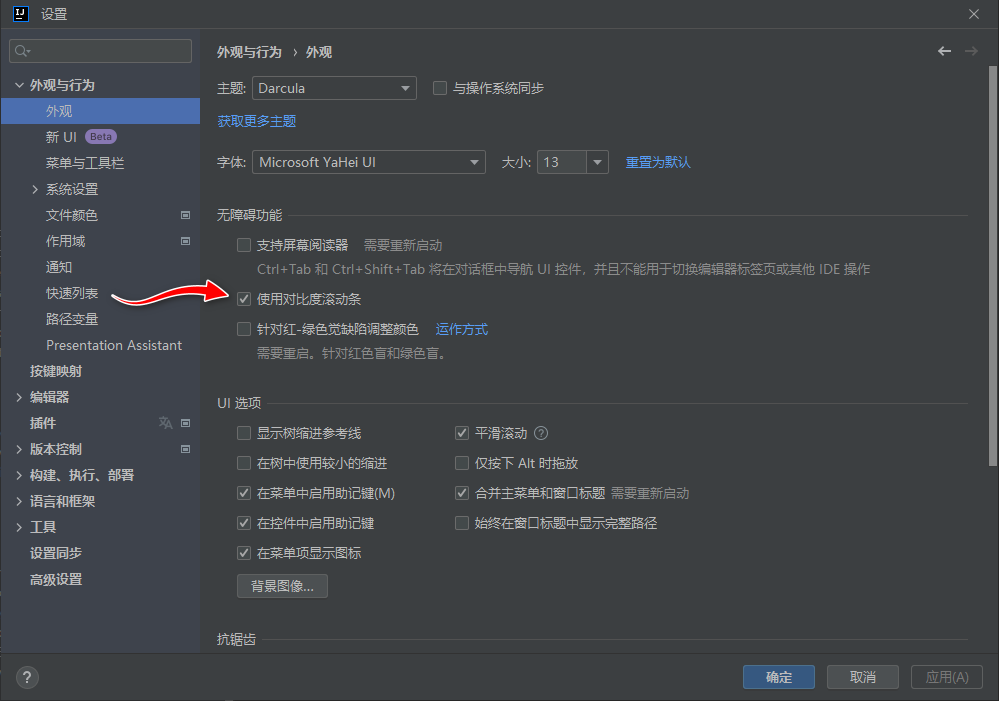 IJ 设置
外观与行为 › 外观
外观与行为
外观
新 UI Beta
菜单与工具栏
系统设置
文件颜色
作用域
通知
快速列表
路径变量
Presentation Assistant
按键映射
编辑器
插件
版本控制
构建、执行、部署
语言和框架
工具
设置同步
高级设置
主题: Darcula 与操作系统同步
获取更多主题
字体: Microsoft YaHei UI 大小: 13 重置为默认
无障碍功能
支持屏幕阅读器 需要重新启动
Ctrl+Tab 和 Ctrl+Shift+Tab 将在对话框中导航 UI 控件，并且不能用于切换编辑器标签页或其他 IDE 操作
使用对比度滚动条
针对红-绿色觉缺陷调整颜色 运作方式
需要重启。针对红色盲和绿色盲。
UI 选项
显示树缩进参考线 平滑滚动 ?
在树中使用较小的缩进 仅按下 Alt 时拖放
在菜单中启用助记键(M) 合并主菜单和窗口标题 需要重新启动
在控件中启用助记键 始终在窗口标题中显示完整路径
在菜单项显示图标
背景图像...
抗锯齿
? 确定 取消 应用(A)